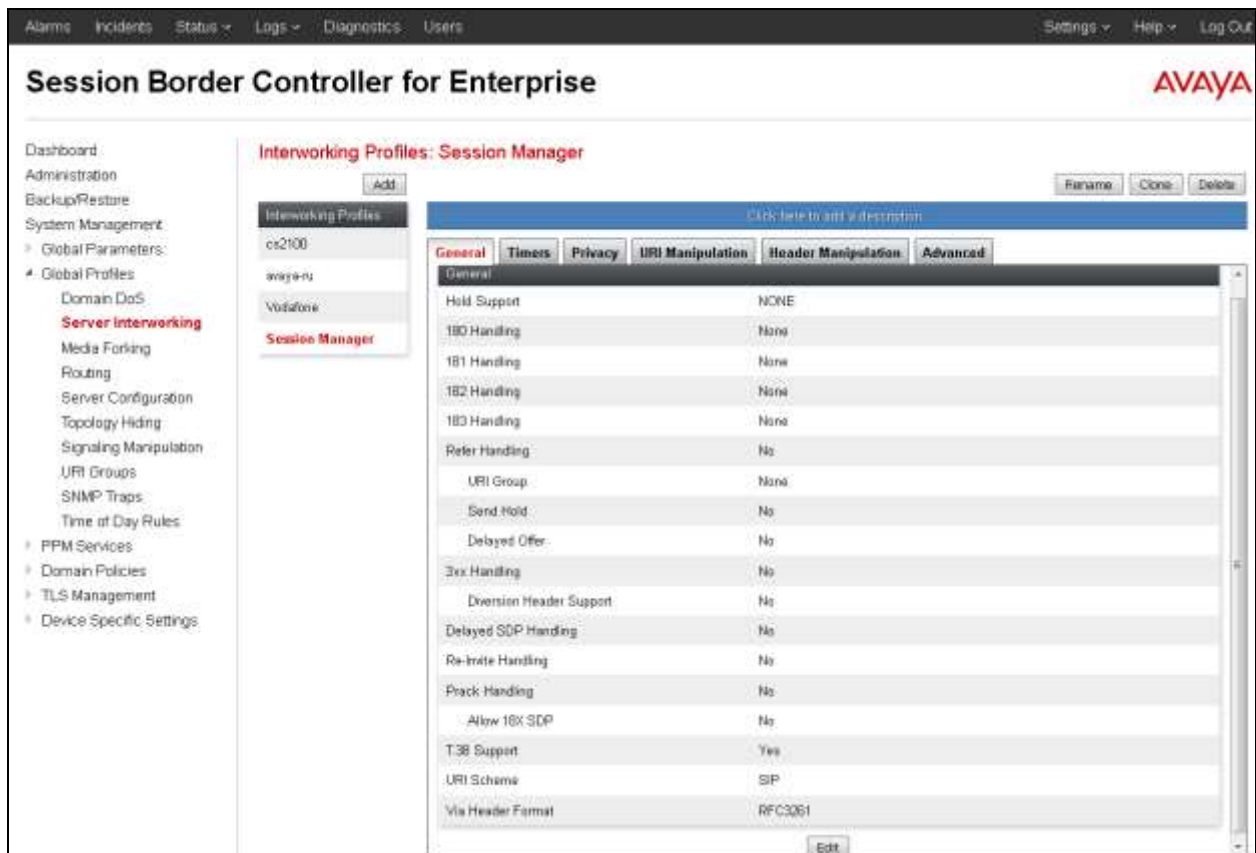 Alarms Incidents Status Logs Diagnostics Users Settings Help Log Out
Session Border Controller for Enterprise
AVAYA
Dashboard
Administration
Backup/Restore
System Management
Global Parameters
Global Profiles
Domain DoS
Server Interworking
Media Forking
Routing
Server Configuration
Topology Hiding
Signaling Manipulation
URI Groups
SNMP Traps
Time of Day Rules
PPM Services
Domain Policies
TLS Management
Device Specific Settings
Interworking Profiles: Session Manager
Add
Rename Clone Delete
Interworking Profiles
cs2100
avaya-ru
Vodafone
Session Manager
Click here to add a description
General Timers Privacy URI Manipulation Header Manipulation Advanced
General
Hold Support NONE
180 Handling None
181 Handling None
182 Handling None
183 Handling None
Refer Handling No
URI Group None
Send Hold No
Delayed Offer No
3xx Handling No
Diversion Header Support No
Delayed SDP Handling No
Re-Invite Handling No
Prack Handling No
Allow 18X SDP No
T.38 Support Yes
URI Scheme SIP
Via Header Format RFC3261
Edit